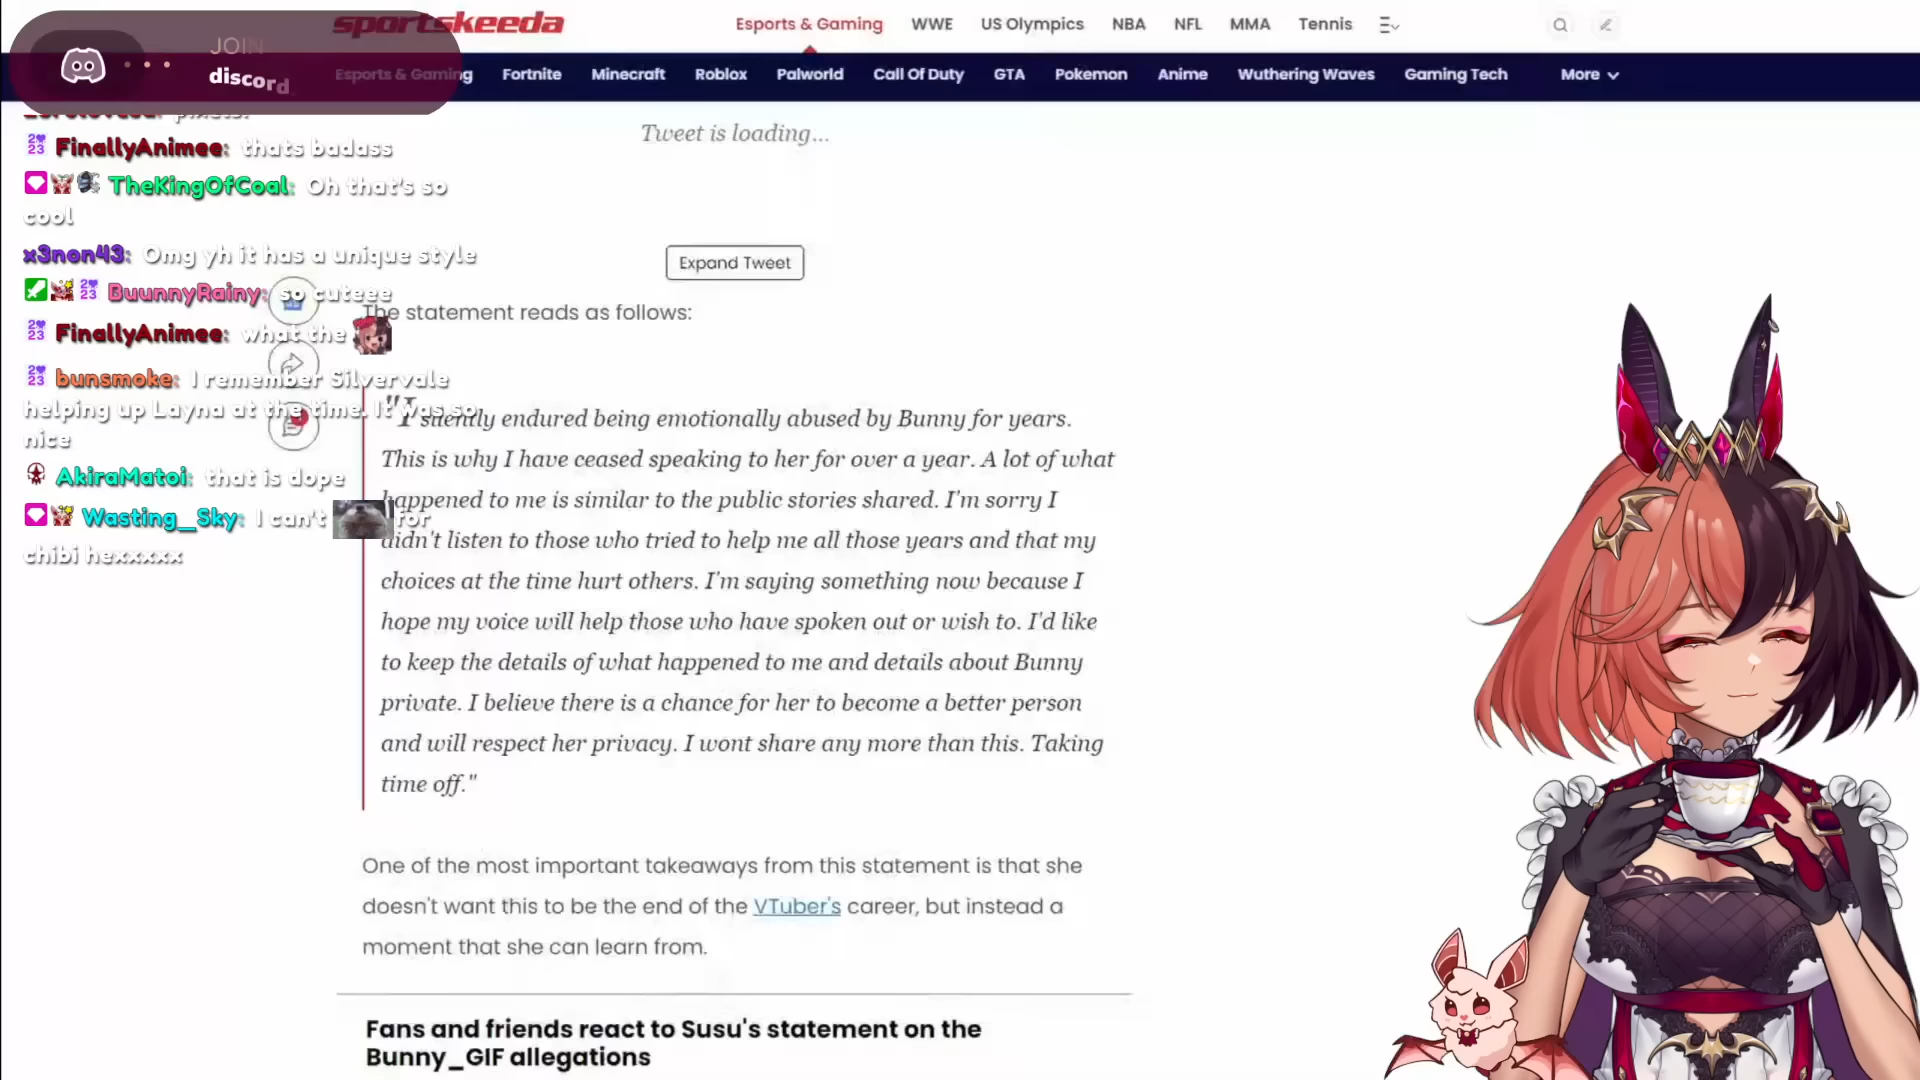 sportskeeda
Esports & Gaming WWE US Olympics NBA NFL MMA Tennis
JOIN
discord
Esports & Gaming Fortnite Minecraft Roblox Palworld Call Of Duty GTA Pokemon Anime Wuthering Waves Gaming Tech More
pixels.
FinallyAnimee: thats badass
TheKingOfCoal: Oh that's so
cool
x3non43: Omg yh it has a unique style
BuunnyRainy: so cuteee
FinallyAnimee: what the
bunsmoke: I remember Silvervale
helping up Layna at the time. It was so
nice
AkiraMatoi: that is dope
Wasting_Sky: I can't for
chibi hexxxxx
Tweet is loading...
Expand Tweet
The statement reads as follows:
"I silently endured being emotionally abused by Bunny for years.
This is why I have ceased speaking to her for over a year. A lot of what
happened to me is similar to the public stories shared. I'm sorry I
didn't listen to those who tried to help me all those years and that my
choices at the time hurt others. I'm saying something now because I
hope my voice will help those who have spoken out or wish to. I'd like
to keep the details of what happened to me and details about Bunny
private. I believe there is a chance for her to become a better person
and will respect her privacy. I wont share any more than this. Taking
time off."
One of the most important takeaways from this statement is that she
doesn't want this to be the end of the VTuber's career, but instead a
moment that she can learn from.
Fans and friends react to Susu's statement on the
Bunny_GIF allegations